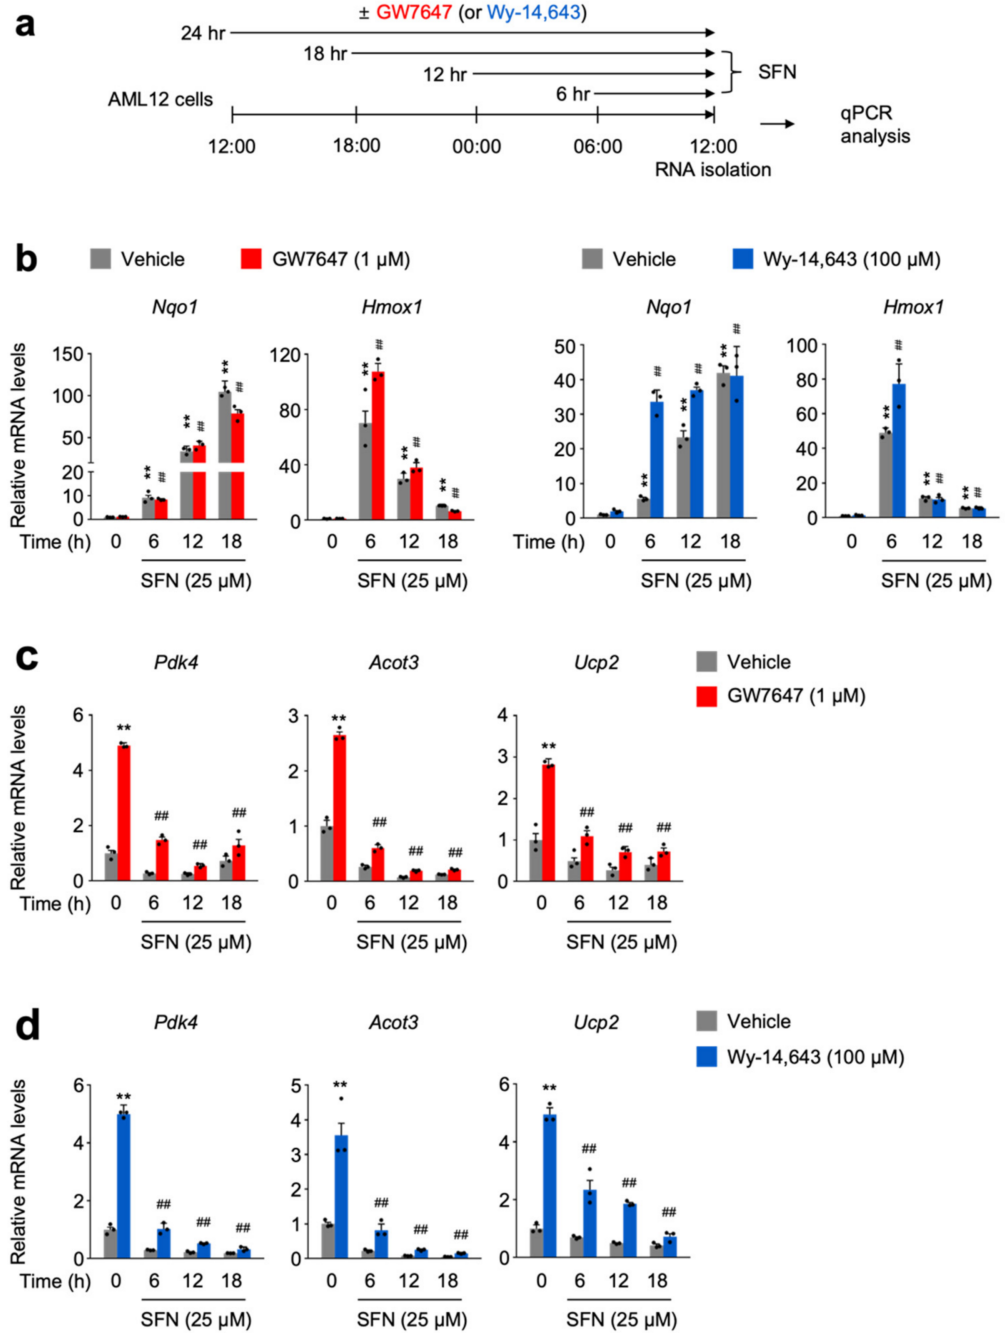 a
± GW7647 (or Wy-14,643)
24 hr
18 hr
12 hr
SFN
6 hr
AML12 cells
qPCR
analysis
12:00 18:00 00:00 06:00 12:00
RNA isolation
b
Vehicle GW7647 (1 µM) Vehicle Wy-14,643 (100 µM)
Nqo1 Hmox1 Nqo1 Hmox1
Relative mRNA levels
150
100
50
20
10
0
** ## ** ## ** ##
120
80
40
0
** ## ** ## ** ##
50
40
30
20
10
0
** ## ** ## ** ##
100
80
60
40
20
0
** ## ** ## ** ##
Time (h) 0 6 12 18 0 6 12 18 Time (h) 0 6 12 18 0 6 12 18
SFN (25 µM) SFN (25 µM) SFN (25 µM) SFN (25 µM)
c
Pdk4 Acot3 Ucp2
Vehicle
GW7647 (1 µM)
Relative mRNA levels
6
4
2
0
** ## ## ##
3
2
1
0
** ## ## ##
4
3
2
1
0
** ## ## ##
Time (h) 0 6 12 18 0 6 12 18 0 6 12 18
SFN (25 µM) SFN (25 µM) SFN (25 µM)
d
Pdk4 Acot3 Ucp2
Vehicle
Wy-14,643 (100 µM)
Relative mRNA levels
6
4
2
0
** ## ## ##
5
4
3
2
1
0
** ## ## ##
6
4
2
0
** ## ## ##
Time (h) 0 6 12 18 0 6 12 18 0 6 12 18
SFN (25 µM) SFN (25 µM) SFN (25 µM)